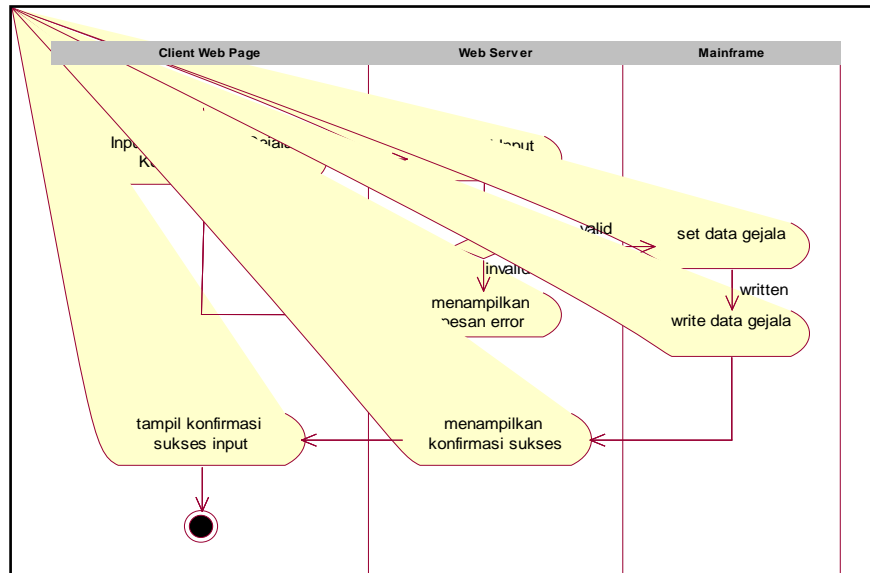 Client Web Page
Web Server
Mainframe
set data gejala
invalid
written
menampilkan
pesan error
write data gejala
tampil konfirmasi
sukses input
menampilkan
konfirmasi sukses